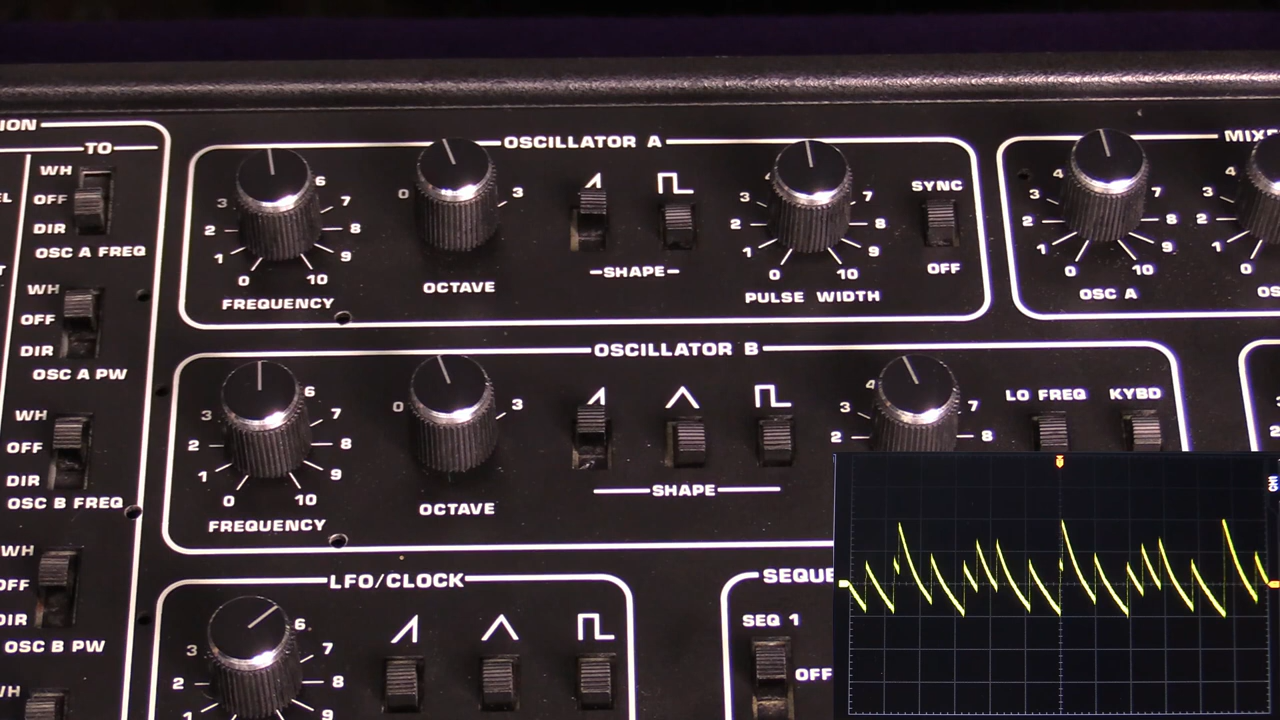 ION
TO
WH
OFF
DIR
OSC A FREQ
WH
OFF
DIR
OSC A PW
WH
OFF
DIR
OSC B FREQ
WH
OFF
DIR
OSC B PW
WH
OSCILLATOR A
0 1 2 3 6 7 8 9 10
FREQUENCY
0 3
OCTAVE
SHAPE
0 1 2 3 4 7 8 9 10
PULSE WIDTH
SYNC
OFF
0 1 2 3 4 7 8 9 10
OSC A
0 1 2 3 4
OS
OSCILLATOR B
0 1 2 3 6 7 8 9 10
FREQUENCY
0 3
OCTAVE
SHAPE
2 3 4 7 8
LO FREQ
KYBD
LFO/CLOCK
2 3 6 7 8 9
SEQUE
SEQ 1
OFF